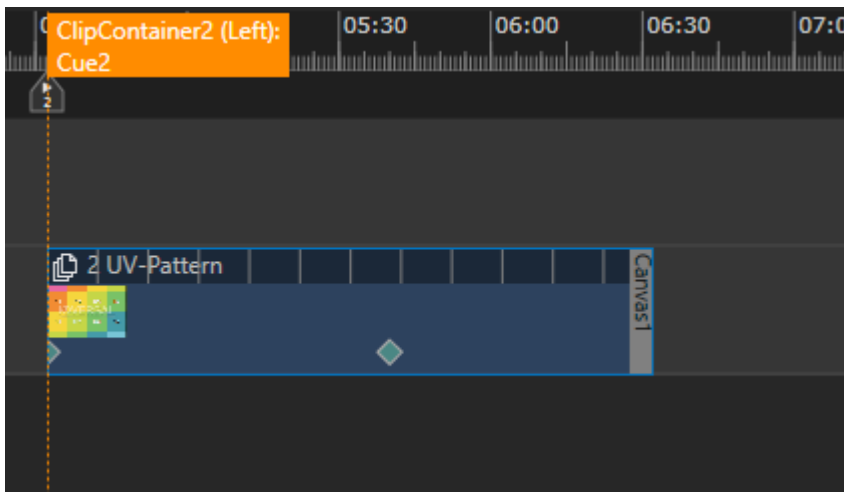 ClipContainer2 (Left):
Cue2
05:30
06:00
06:30
07:0
2
2 UV-Pattern
Canvas1